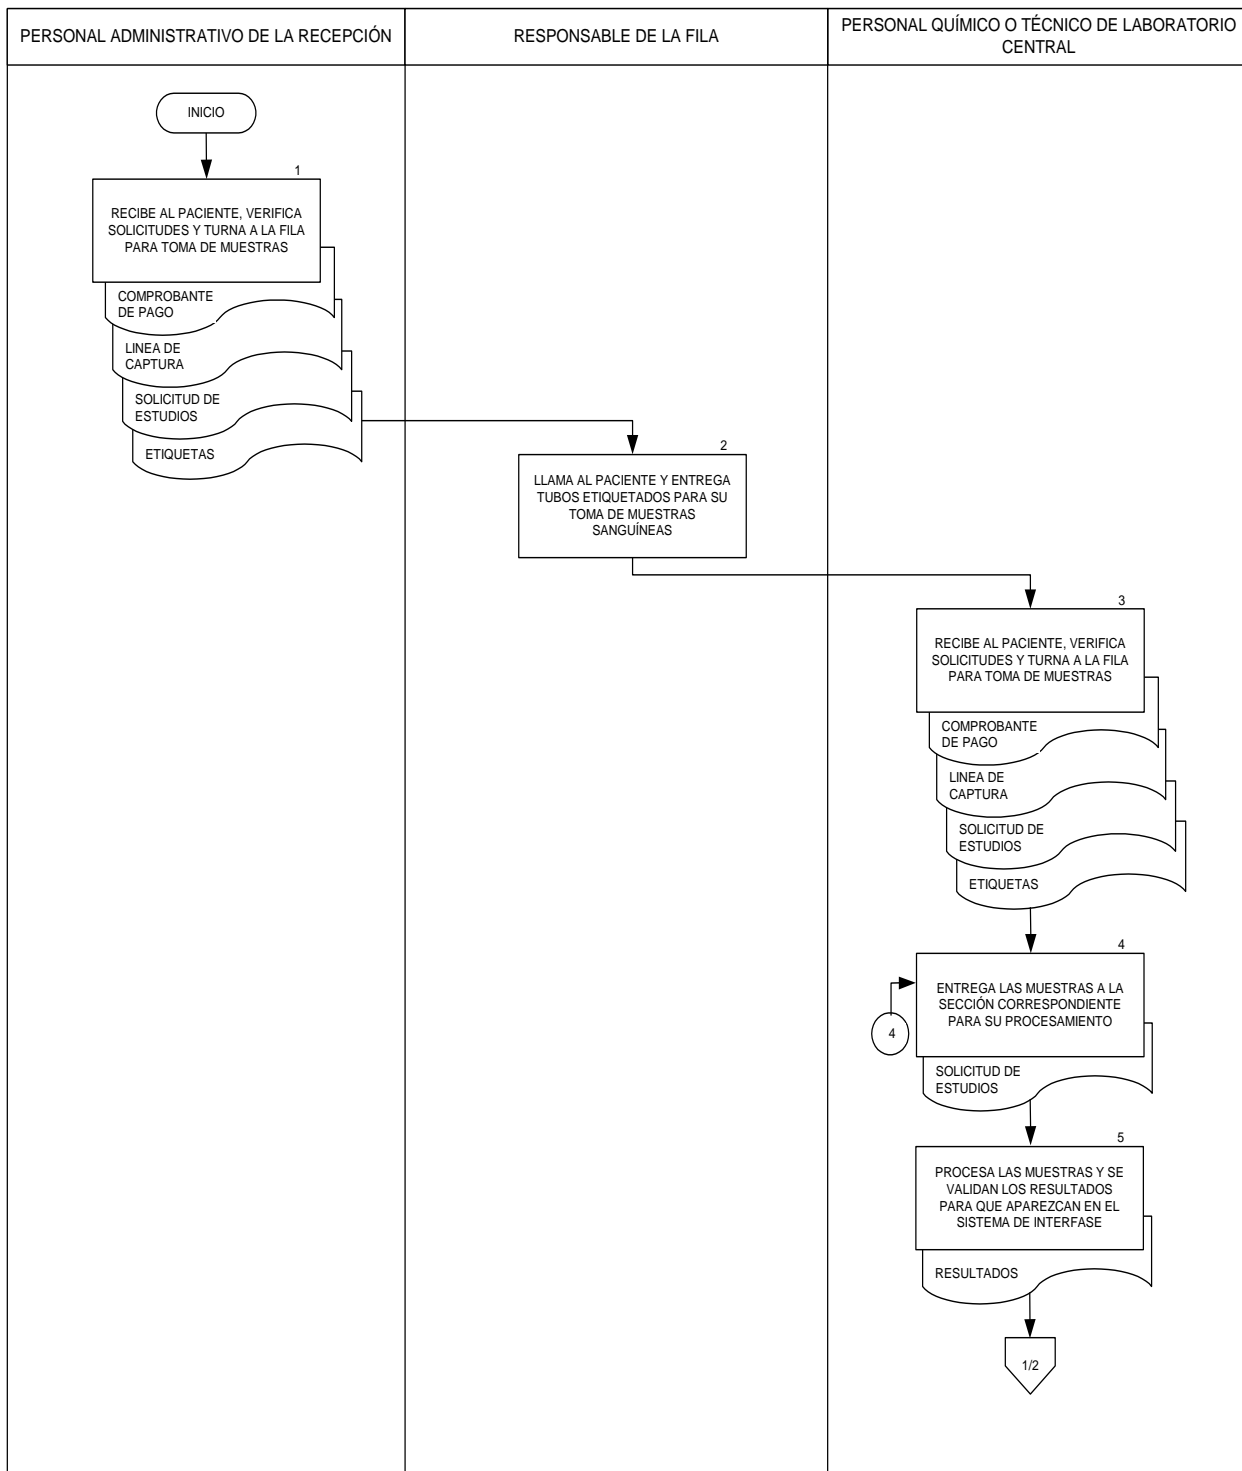 PERSONAL ADMINISTRATIVO DE LA RECEPCIÓN
RESPONSABLE DE LA FILA
PERSONAL QUÍMICO O TÉCNICO DE LABORATORIO
CENTRAL
INICIO
1
RECIBE AL PACIENTE, VERIFICA
SOLICITUDES Y TURNA A LA FILA
PARA TOMA DE MUESTRAS
COMPROBANTE
DE PAGO
LINEA DE
CAPTURA
SOLICITUD DE
ESTUDIOS
ETIQUETAS
2
LLAMA AL PACIENTE Y ENTREGA
TUBOS ETIQUETADOS PARA SU
TOMA DE MUESTRAS
SANGUÍNEAS
3
RECIBE AL PACIENTE, VERIFICA
SOLICITUDES Y TURNA A LA FILA
PARA TOMA DE MUESTRAS
COMPROBANTE
DE PAGO
LINEA DE
CAPTURA
SOLICITUD DE
ESTUDIOS
ETIQUETAS
4
ENTREGA LAS MUESTRAS A LA
SECCIÓN CORRESPONDIENTE
PARA SU PROCESAMIENTO
4
SOLICITUD DE
ESTUDIOS
5
PROCESA LAS MUESTRAS Y SE
VALIDAN LOS RESULTADOS
PARA QUE APAREZCAN EN EL
SISTEMA DE INTERFASE
RESULTADOS
1/2